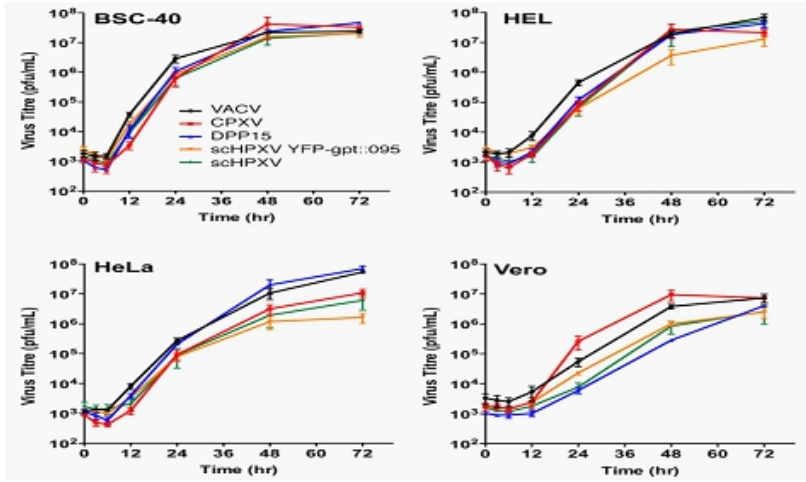 BSC-40
Virus Titre (pfu/mL)
10⁸
10⁷
10⁶
10⁵
10⁴
10³
10²
VACV
CPXV
DPP15
scHPXV YFP-gpt::095
scHPXV
0 12 24 36 48 60 72
Time (hr)
HEL
Virus Titre (pfu/mL)
10⁸
10⁷
10⁶
10⁵
10⁴
10³
10²
0 12 24 36 48 60 72
Time (hr)
HeLa
Virus Titre (pfu/mL)
10⁸
10⁷
10⁶
10⁵
10⁴
10³
10²
0 12 24 36 48 60 72
Time (hr)
Vero
Virus Titre (pfu/mL)
10⁸
10⁷
10⁶
10⁵
10⁴
10³
10²
0 12 24 36 48 60 72
Time (hr)